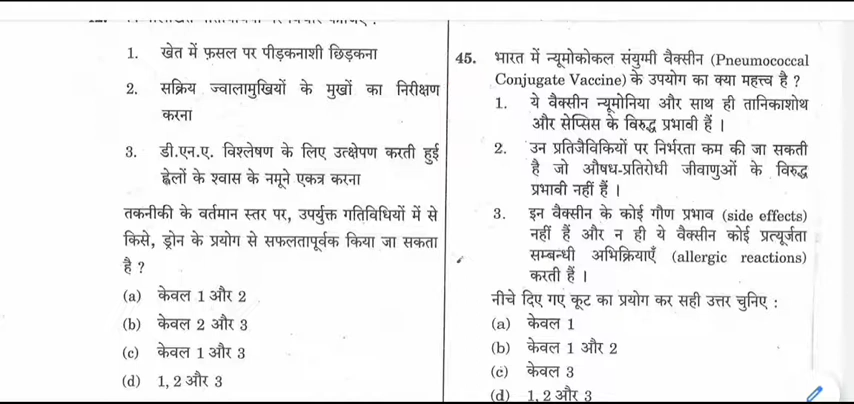 1. खेत में फ़सल पर पीड़कनाशी छिड़कना
2. सक्रिय ज्वालामुखियों के मुखों का निरीक्षण
करना
3. डी.एन.ए. विश्लेषण के लिए उत्क्षेपण करती हुई
ह्वेलों के श्वास के नमूने एकत्र करना
तकनीकी के वर्तमान स्तर पर, उपर्युक्त गतिविधियों में से
किसे, ड्रोन के प्रयोग से सफलतापूर्वक किया जा सकता
है ?
(a) केवल 1 और 2
(b) केवल 2 और 3
(c) केवल 1 और 3
(d) 1, 2 और 3
45. भारत में न्यूमोकोकल संयुग्मी वैक्सीन (Pneumococcal
Conjugate Vaccine) के उपयोग का क्या महत्त्व है ?
1. ये वैक्सीन न्यूमोनिया और साथ ही तानिकाशोथ
और सेप्सिस के विरुद्ध प्रभावी हैं ।
2. उन प्रतिजैविकियों पर निर्भरता कम की जा सकती
है जो औषध-प्रतिरोधी जीवाणुओं के विरुद्ध
प्रभावी नहीं हैं ।
3. इन वैक्सीन के कोई गौण प्रभाव (side effects)
नहीं हैं और न ही ये वैक्सीन कोई प्रत्यूर्जता
सम्बन्धी अभिक्रियाएँ (allergic reactions)
करती हैं ।
नीचे दिए गए कूट का प्रयोग कर सही उत्तर चुनिए :
(a) केवल 1
(b) केवल 1 और 2
(c) केवल 3
(d) 1, 2 और 3